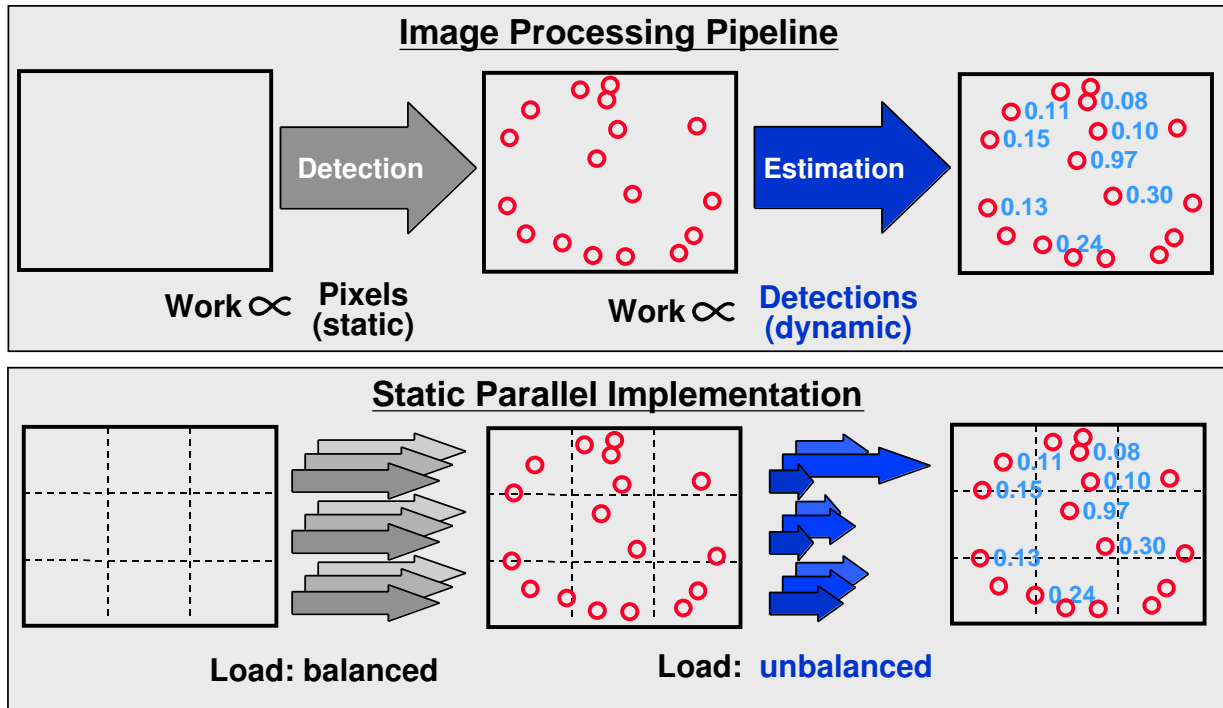 Image Processing Pipeline
Detection
Estimation
0.11
0.08
0.15
0.10
0.97
0.13
0.30
0.24
Work ∝ Pixels
(static)
Work ∝ Detections
(dynamic)
Static Parallel Implementation
0.11
0.08
0.15
0.10
0.97
0.13
0.30
0.24
Load: balanced
Load: unbalanced